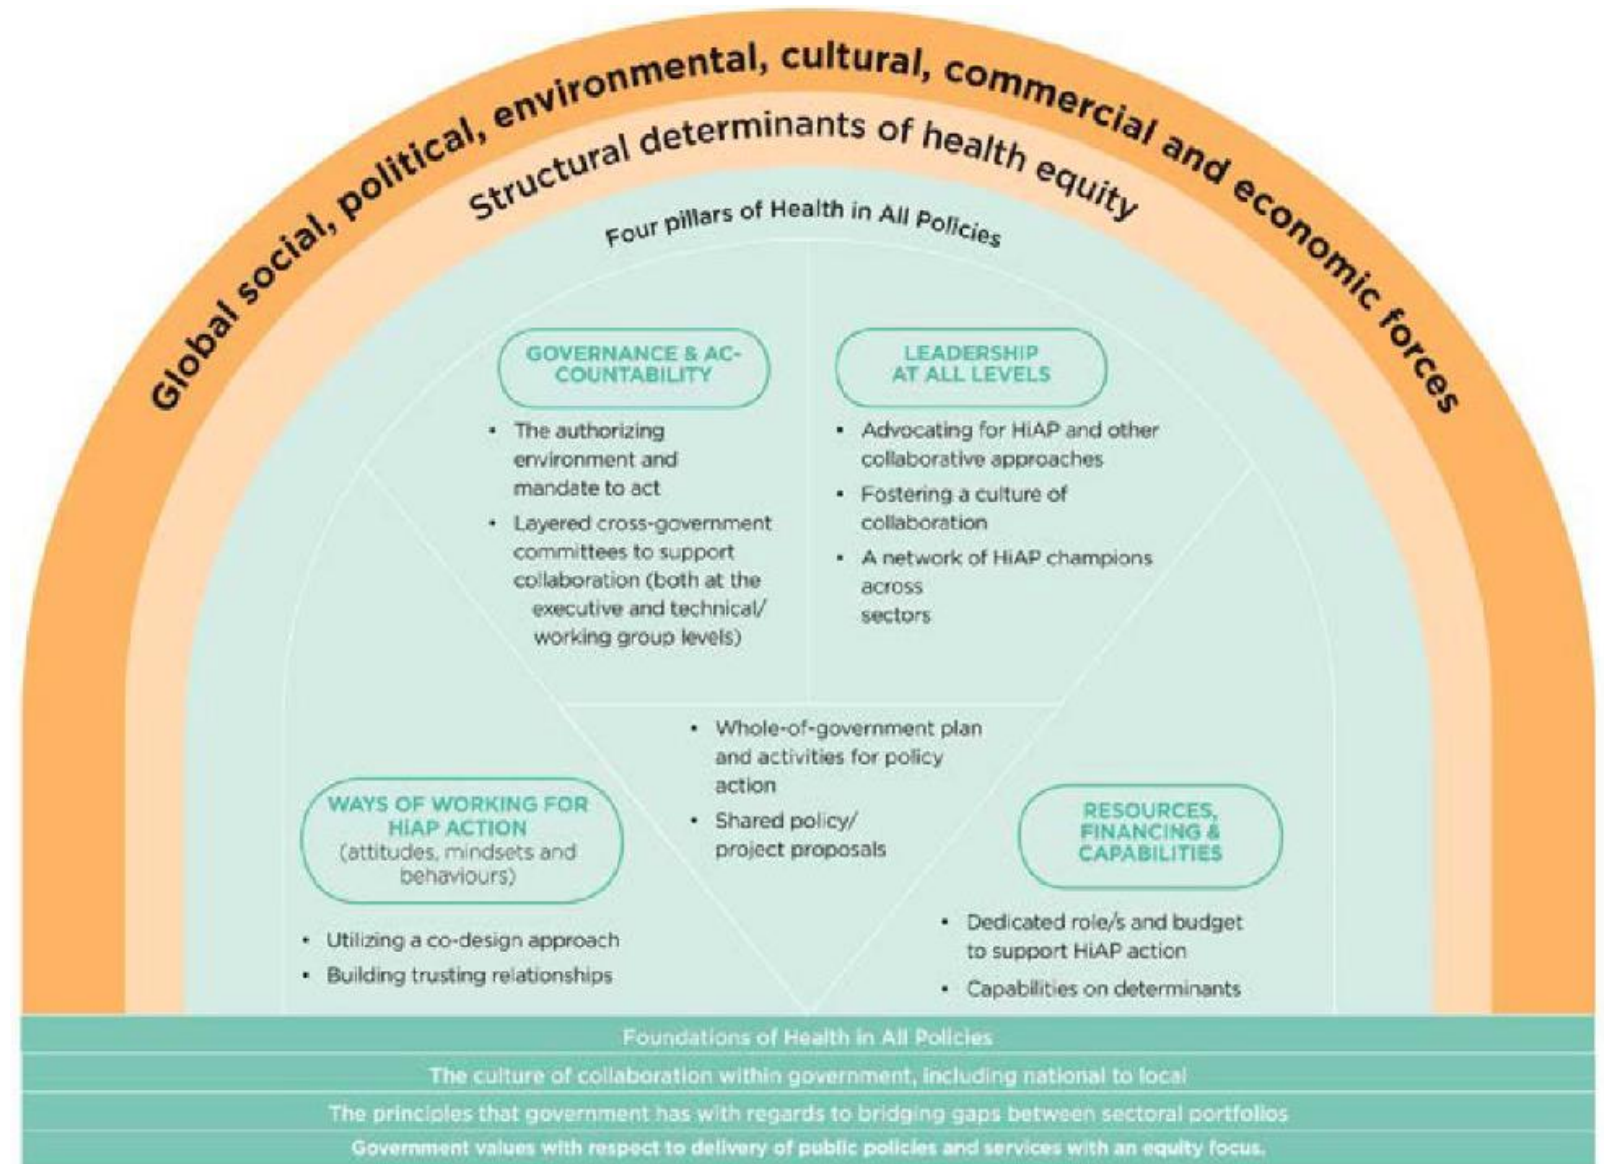 Global social, political, environmental, cultural, commercial and economic forces
Structural determinants of health equity
Four pillars of Health in All Policies
GOVERNANCE & AC-
COUNTABILITY
• The authorizing
environment and
mandate to act
• Layered cross-government
committees to support
collaboration (both at the
executive and technical/
working group levels)
LEADERSHIP
AT ALL LEVELS
• Advocating for HiAP and other
collaborative approaches
• Fostering a culture of
collaboration
• A network of HiAP champions
across
sectors
WAYS OF WORKING FOR
HiAP ACTION
(attitudes, mindsets and
behaviours)
• Utilizing a co-design approach
• Building trusting relationships
• Whole-of-government plan
and activities for policy
action
• Shared policy/
project proposals
RESOURCES,
FINANCING &
CAPABILITIES
• Dedicated role/s and budget
to support HiAP action
• Capabilities on determinants
Foundations of Health in All Policies
The culture of collaboration within government, including national to local
The principles that government has with regards to bridging gaps between sectoral portfolios
Government values with respect to delivery of public policies and services with an equity focus.